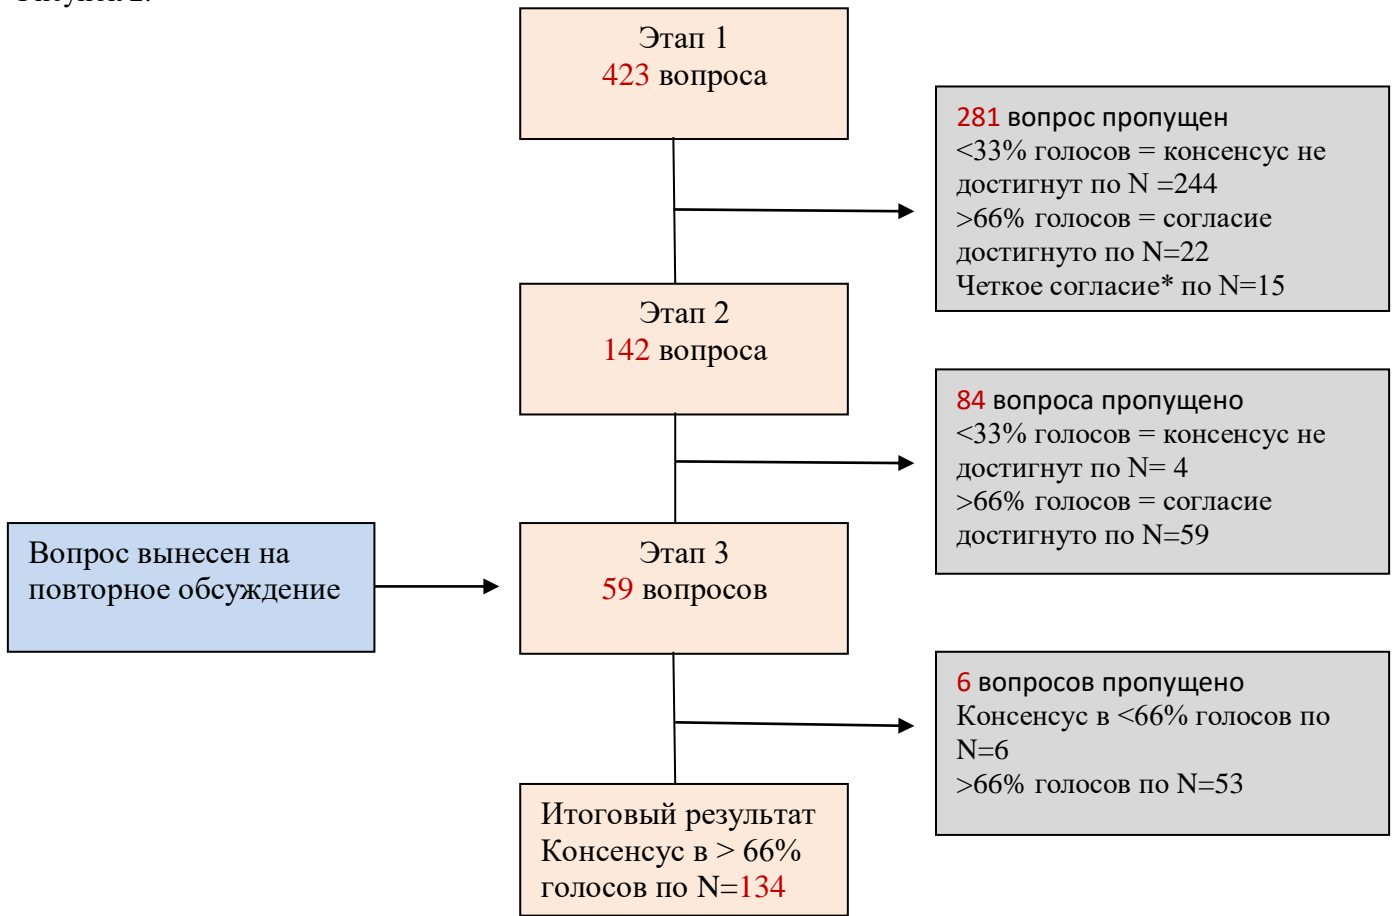 Этап 1
423 вопроса
281 вопрос пропущен
<33% голосов = консенсус не
достигнут по N =244
>66% голосов = согласие
достигнуто по N=22
Четкое согласие* по N=15
Этап 2
142 вопроса
84 вопроса пропущено
<33% голосов = консенсус не
достигнут по N= 4
>66% голосов = согласие
достигнуто по N=59
Вопрос вынесен на
повторное обсуждение
Этап 3
59 вопросов
6 вопросов пропущено
Консенсус в <66% голосов по
N=6
>66% голосов по N=53
Итоговый результат
Консенсус в > 66%
голосов по N=134